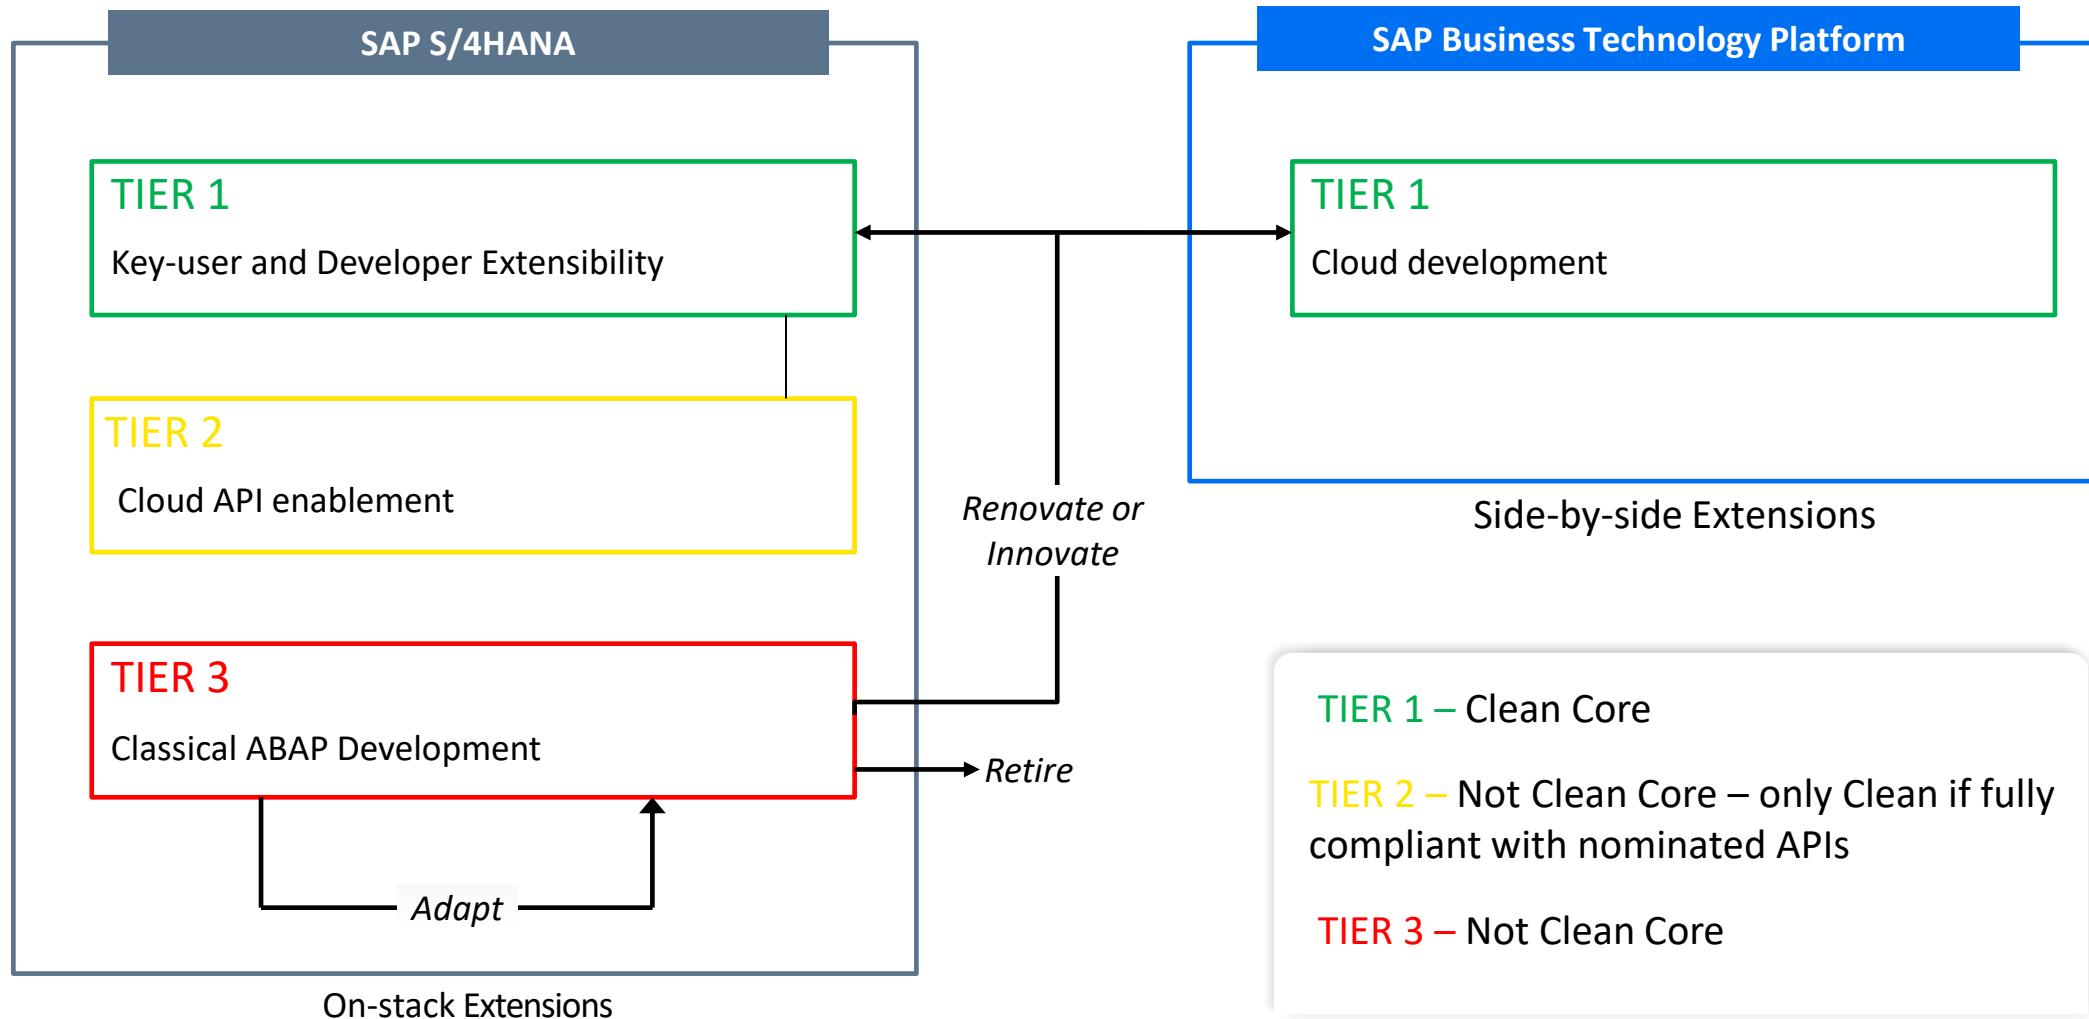 SAP S/4HANA
SAP Business Technology Platform
TIER 1
Key-user and Developer Extensibility
TIER 1
Cloud development
TIER 2
Cloud API enablement
Renovate or
Innovate
Side-by-side Extensions
TIER 3
Classical ABAP Development
Retire
Adapt
On-stack Extensions
TIER 1 – Clean Core
TIER 2 – Not Clean Core – only Clean if fully
compliant with nominated APIs
TIER 3 – Not Clean Core